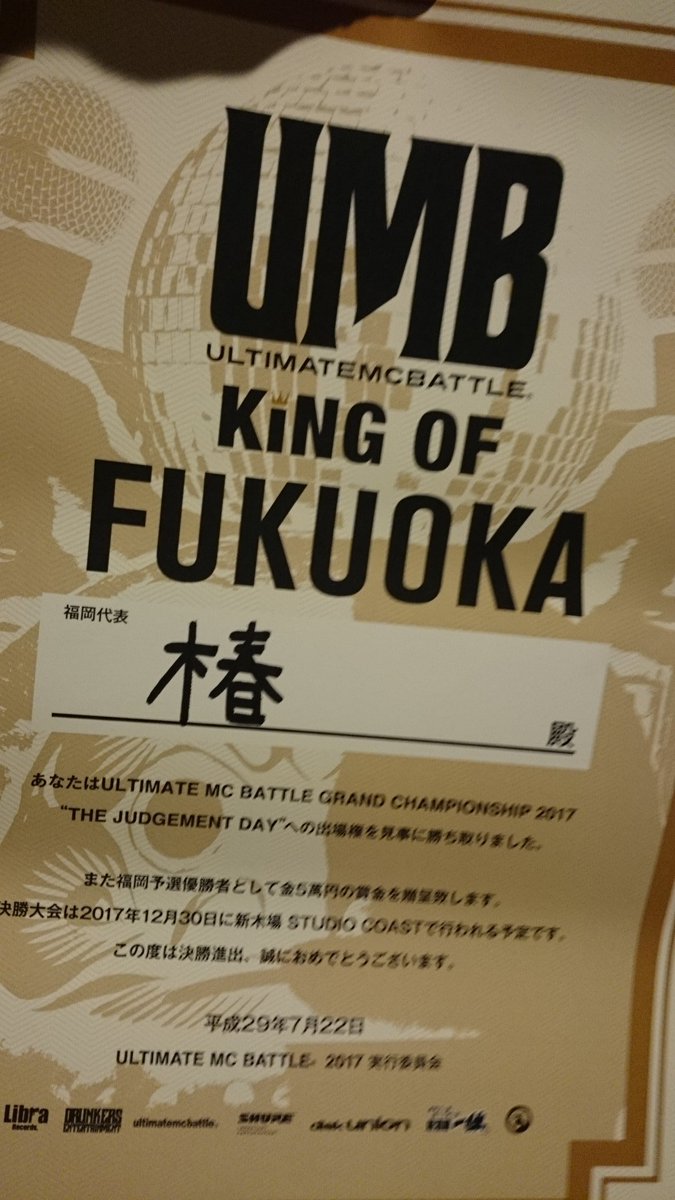 UMB
ULTIMATEMCBATTLE®
KiNG OF
FUKUOKA
福岡代表
椿
殿
あなたはULTIMATE MC BATTLE GRAND CHAMPIONSHIP 2017
“THE JUDGEMENT DAY”への出場権を見事に勝ち取りました。
また福岡予選優勝者として金5萬円の賞金を贈呈致します。
決勝大会は2017年12月30日に新木場 STUDIO COASTで行われる予定です。
この度は決勝進出。誠におめでとうございます。
平成29年7月22日
ULTIMATE MC BATTLE® 2017 実行委員会
Libra
Records.
DRUNKERS
ENTERTAINMENT
ultimatemcbattle.
SHURE
diskunion